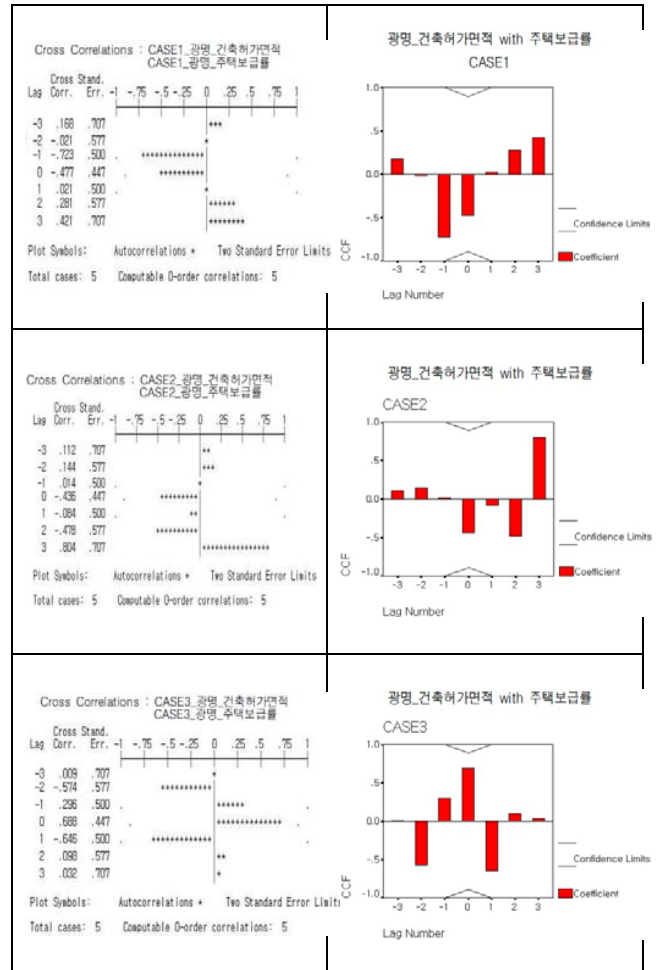 Cross Correlations : CASE1_광명_건축허가면적
CASE1_광명_주택보급률
Cross Stand.
Lag Corr. Err. -1 -.75 -.5 -.25 0 .25 .5 .75 1
-3 .168 .707
-2 -.021 .577
-1 -.723 .500
0 -.477 .447
1 .021 .500
2 .281 .577
3 .421 .707
Plot Symbols: Autocorrelations * Two Standard Error Limits
Total cases: 5 Computable 0-order correlations: 5
광명_건축허가면적 with 주택보급률
CASE1
1.0
.5
0.0
-.5
-1.0
CCF
-3 -2 -1 0 1 2 3
Lag Number
Confidence Limits
Coefficient
Cross Correlations : CASE2_광명_건축허가면적
CASE2_광명_주택보급률
Cross Stand.
Lag Corr. Err. -1 -.75 -.5 -.25 0 .25 .5 .75 1
-3 .112 .707
-2 .144 .577
-1 .014 .500
0 -.436 .447
1 -.084 .500
2 -.478 .577
3 .804 .707
Plot Symbols: Autocorrelations * Two Standard Error Limits
Total cases: 5 Computable 0-order correlations: 5
광명_건축허가면적 with 주택보급률
CASE2
1.0
.5
0.0
-.5
-1.0
CCF
-3 -2 -1 0 1 2 3
Lag Number
Confidence Limits
Coefficient
Cross Correlations : CASE3_광명_건축허가면적
CASE3_광명_주택보급률
Cross Stand.
Lag Corr. Err. -1 -.75 -.5 -.25 0 .25 .5 .75 1
-3 .009 .707
-2 -.574 .577
-1 .296 .500
0 .688 .447
1 -.646 .500
2 .098 .577
3 .032 .707
Plot Symbols: Autocorrelations * Two Standard Error Limits
Total cases: 5 Computable 0-order correlations: 5
광명_건축허가면적 with 주택보급률
CASE3
1.0
.5
0.0
-.5
-1.0
CCF
-3 -2 -1 0 1 2 3
Lag Number
Confidence Limits
Coefficient